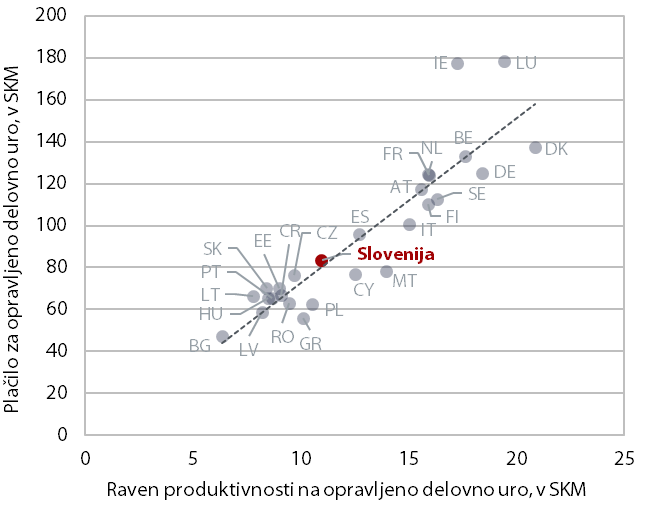 200
180
160
140
120
100
80
60
40
20
0
Plačilo za opravljeno delovno uro, v SKM
IE
LU
BE
NL
FR
DK
DE
AT
SE
FI
IT
ES
CR
CZ
EE
SK
Slovenija
PT
MT
CY
LT
HU
PL
RO
GR
LV
BG
0 5 10 15 20 25
Raven produktivnosti na opravljeno delovno uro, v SKM